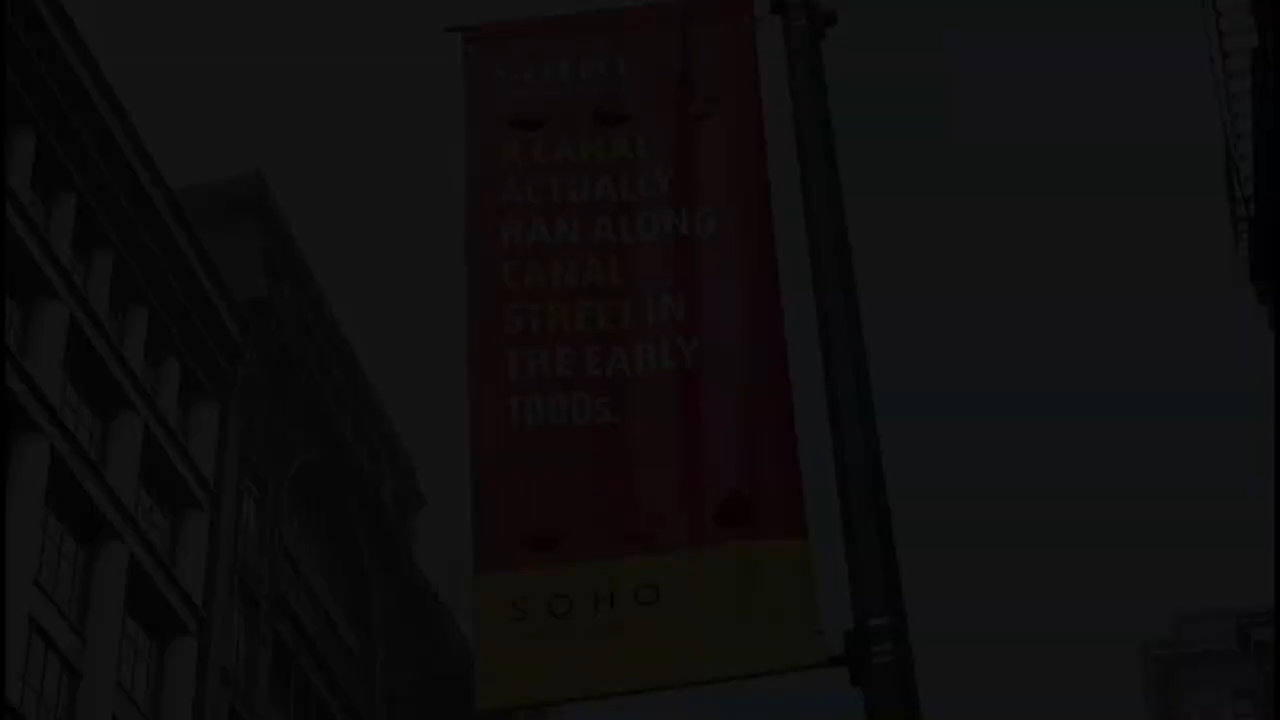 A CANAL
ACTUALLY
RAN ALONG
CANAL
STREET IN
THE EARLY
1800s.
SOHO